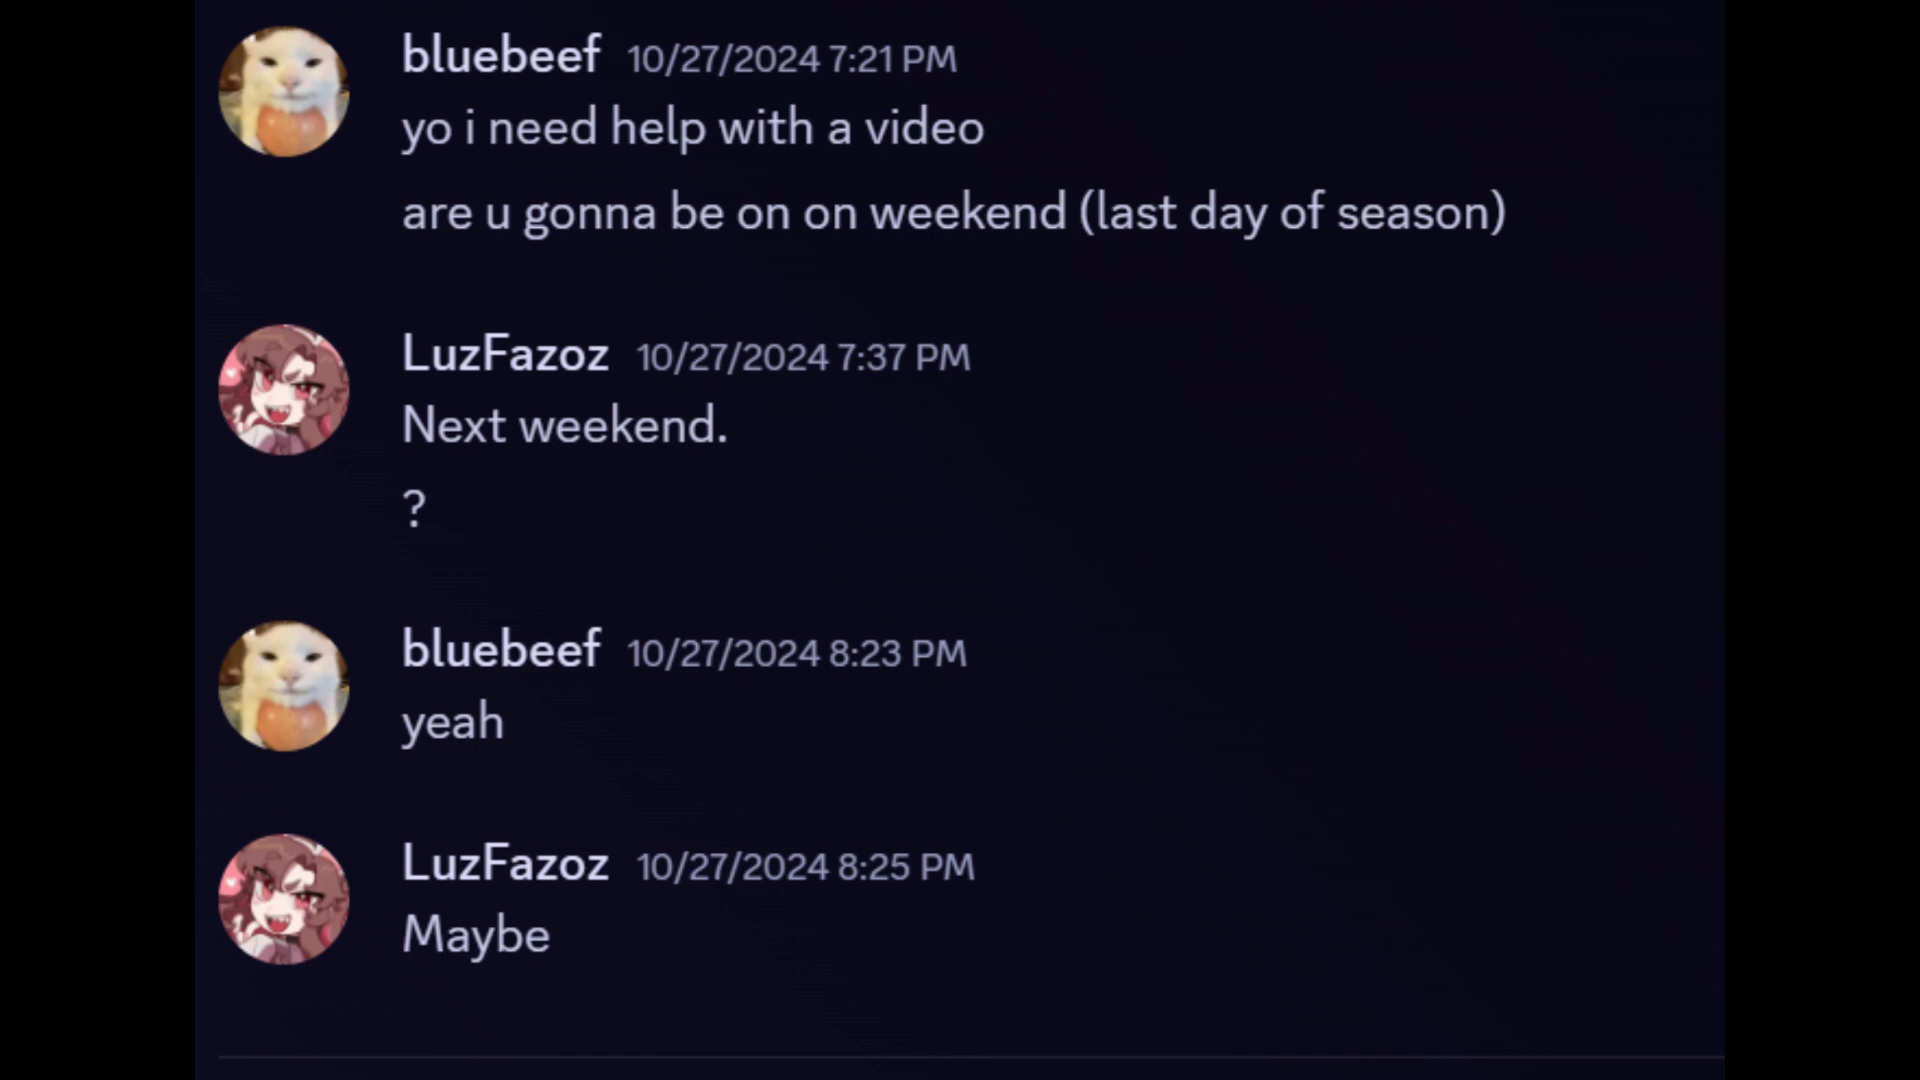 bluebeef 10/27/2024 7:21 PM
yo i need help with a video
are u gonna be on on weekend (last day of season)
LuzFazoz 10/27/2024 7:37 PM
Next weekend.
?
bluebeef 10/27/2024 8:23 PM
yeah
LuzFazoz 10/27/2024 8:25 PM
Maybe